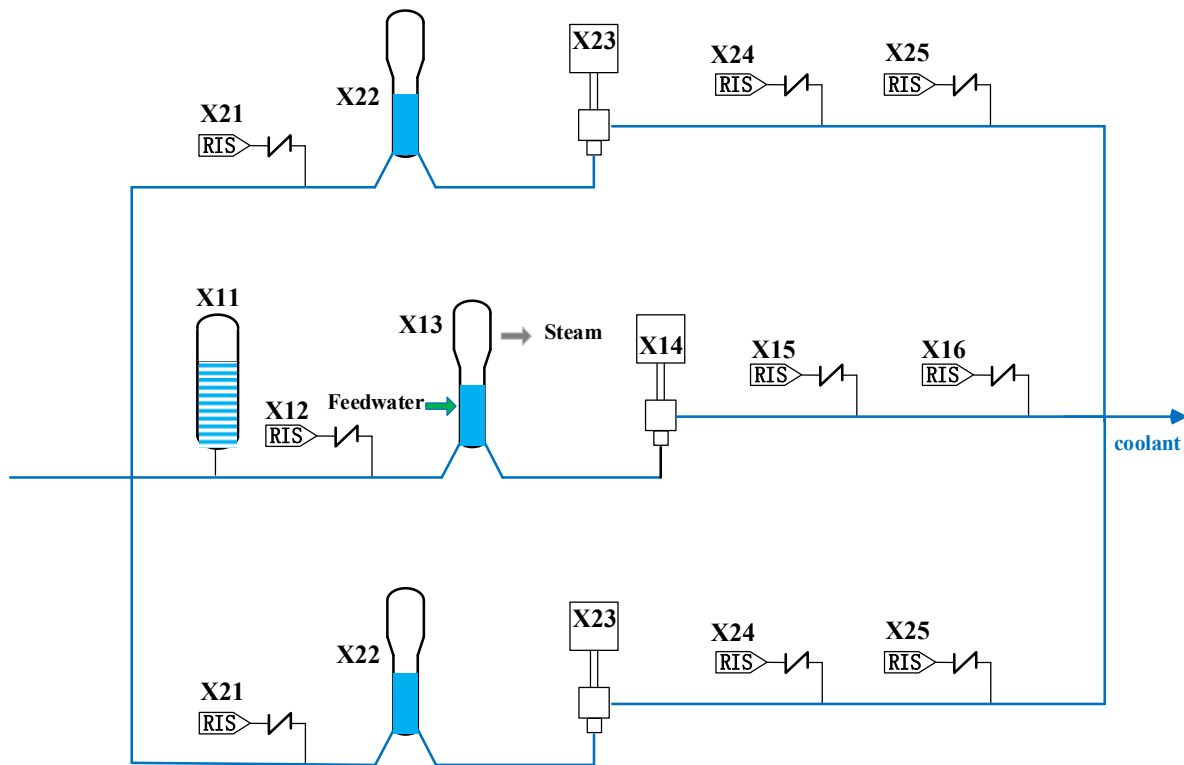 X23
X24
X25
X22
RIS
RIS
X21
RIS
X11
X13
Steam
X14
X15
X16
RIS
RIS
Feedwater
X12
RIS
coolant
X23
X24
X25
X22
RIS
RIS
X21
RIS